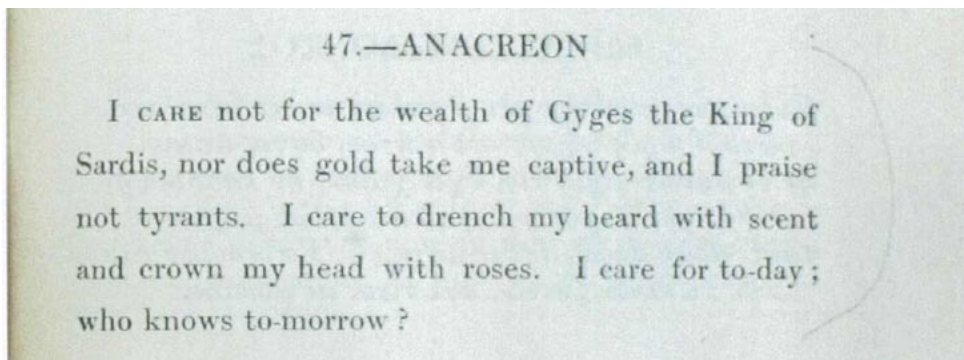 47.—ANACREON
I CARE not for the wealth of Gyges the King of
Sardis, nor does gold take me captive, and I praise
not tyrants. I care to drench my beard with scent
and crown my head with roses. I care for to-day ;
who knows to-morrow ?